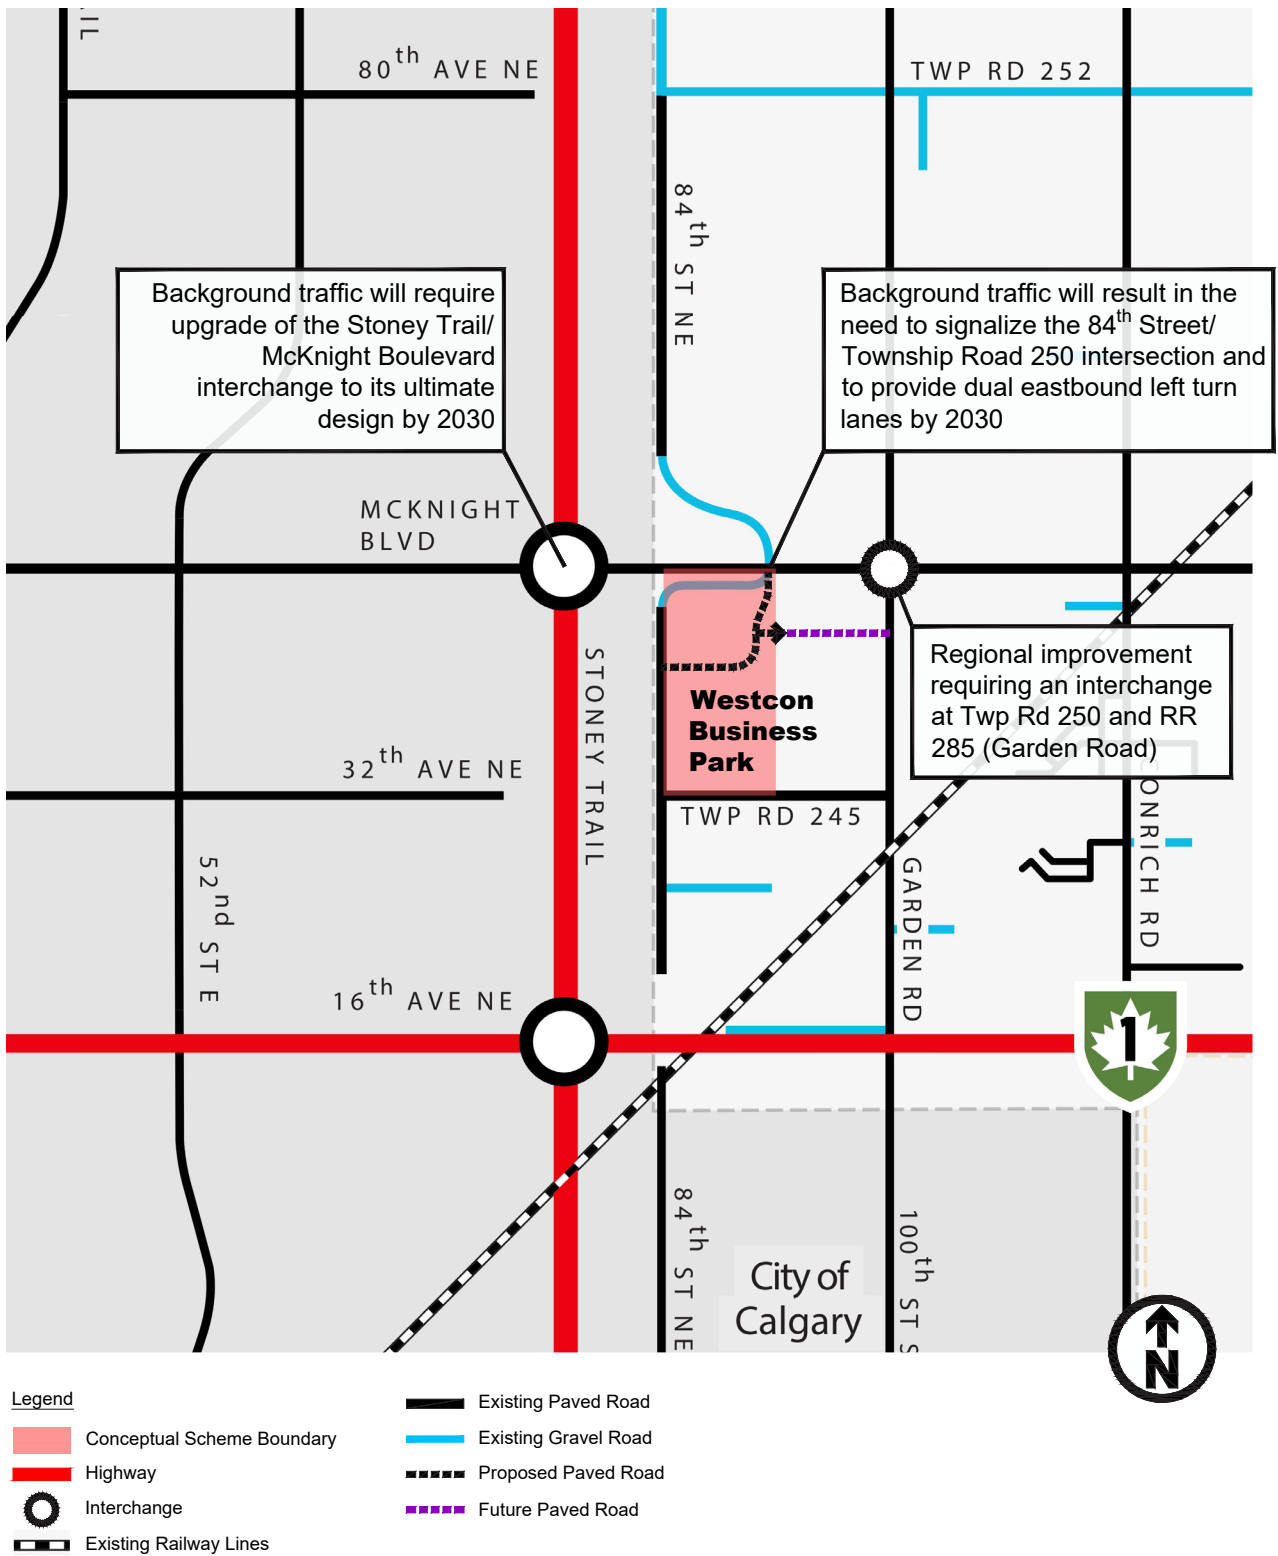 AIL
80th AVE NE
TWP RD 252
84th ST NE
Background traffic will require
upgrade of the Stoney Trail/
McKnight Boulevard
interchange to its ultimate
design by 2030
Background traffic will result in the
need to signalize the 84th Street/
Township Road 250 intersection and
to provide dual eastbound left turn
lanes by 2030
MCKNIGHT
BLVD
STONEY TRAIL
Regional improvement
requiring an interchange
at Twp Rd 250 and RR
285 (Garden Road)
Westcon
Business
Park
32th AVE NE
TWP RD 245
52nd ST E
GARDEN RD
CONRICH RD
16th AVE NE
1
84th ST NE
100th ST S
City of
Calgary
N
Legend
Conceptual Scheme Boundary
Highway
Interchange
Existing Railway Lines
Existing Paved Road
Existing Gravel Road
Proposed Paved Road
Future Paved Road